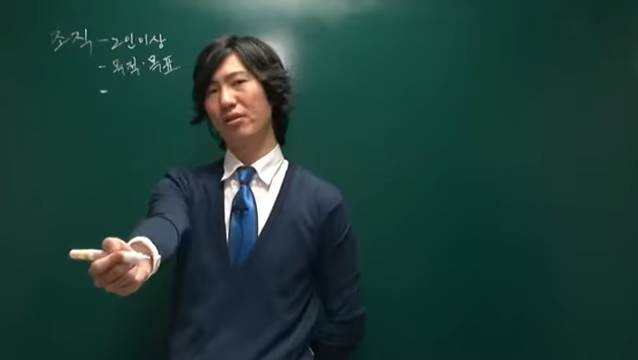 조직 - 2인 이상
- 목적·목표
-